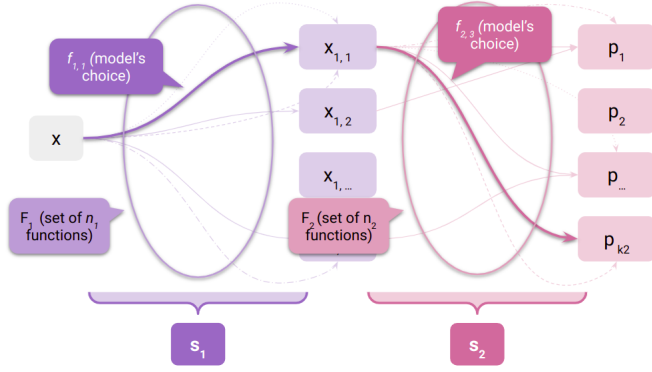 f1, 1 (model's
choice)
x1, 1
f2, 3 (model's
choice)
p1
x1, 2
p2
x
x1, ...
p...
F1 (set of n1
functions)
F2 (set of n2
functions)
pk2
s1
s2